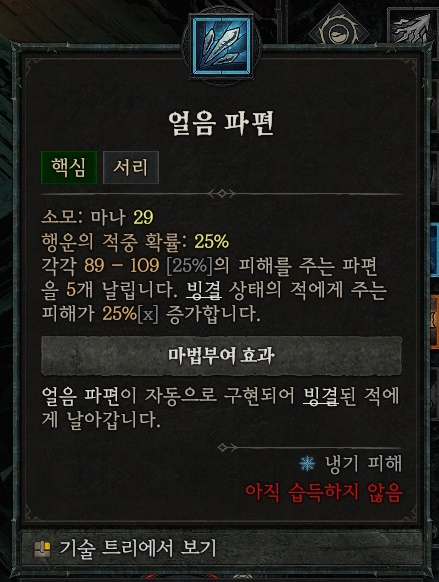 얼음 파편
핵심 서리
소모: 마나 29
행운의 적중 확률: 25%
각각 89 - 109 [25%]의 피해를 주는 파편
을 5개 날립니다. 빙결 상태의 적에게 주는
피해가 25%[x] 증가합니다.
마법부여 효과
얼음 파편이 자동으로 구현되어 빙결된 적에
게 날아갑니다.
냉기 피해
아직 습득하지 않음
기술 트리에서 보기